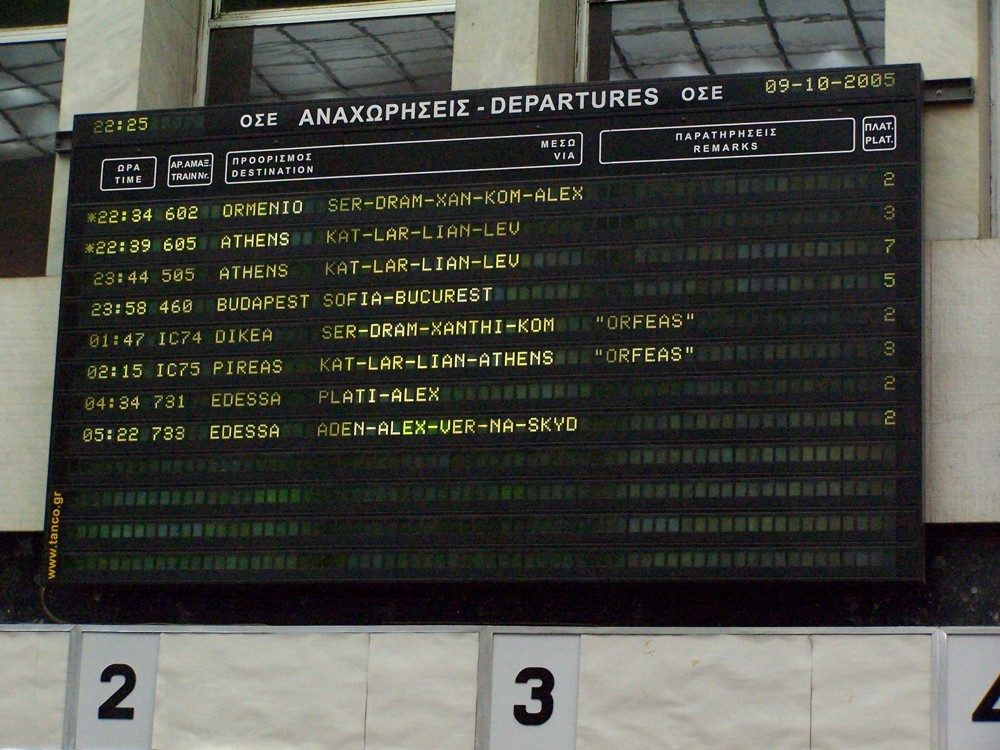 22:25 ΟΣΕ ΑΝΑΧΩΡΗΣΕΙΣ - DEPARTURES ΟΣΕ 09-10-2005
ΩΡΑ ΑΡ.ΑΜΑΞ. ΠΡΟΟΡΙΣΜΟΣ ΜΕΣΩ ΠΑΡΑΤΗΡΗΣΕΙΣ ΠΛΑΤ.
TIME TRAIN Nr. DESTINATION VIA REMARKS PLAT.
*22:34 602 ORMENIO SER-DRAM-XAN-KOM-ALEX 2
*22:39 605 ATHENS KAT-LAR-LIAN-LEV 3
23:44 505 ATHENS KAT-LAR-LIAN-LEV 7
23:58 460 BUDAPEST SOFIA-BUCUREST 5
01:47 IC74 DIKEA SER-DRAM-XANTHI-KOM "ORFEAS" 2
02:15 IC75 PIREAS KAT-LAR-LIAN-ATHENS "ORFEAS" 3
04:34 731 EDESSA PLATI-ALEX 2
05:22 733 EDESSA ADEN-ALEX-VER-NA-SKYD 2
www.tanco.gr
2 3 4